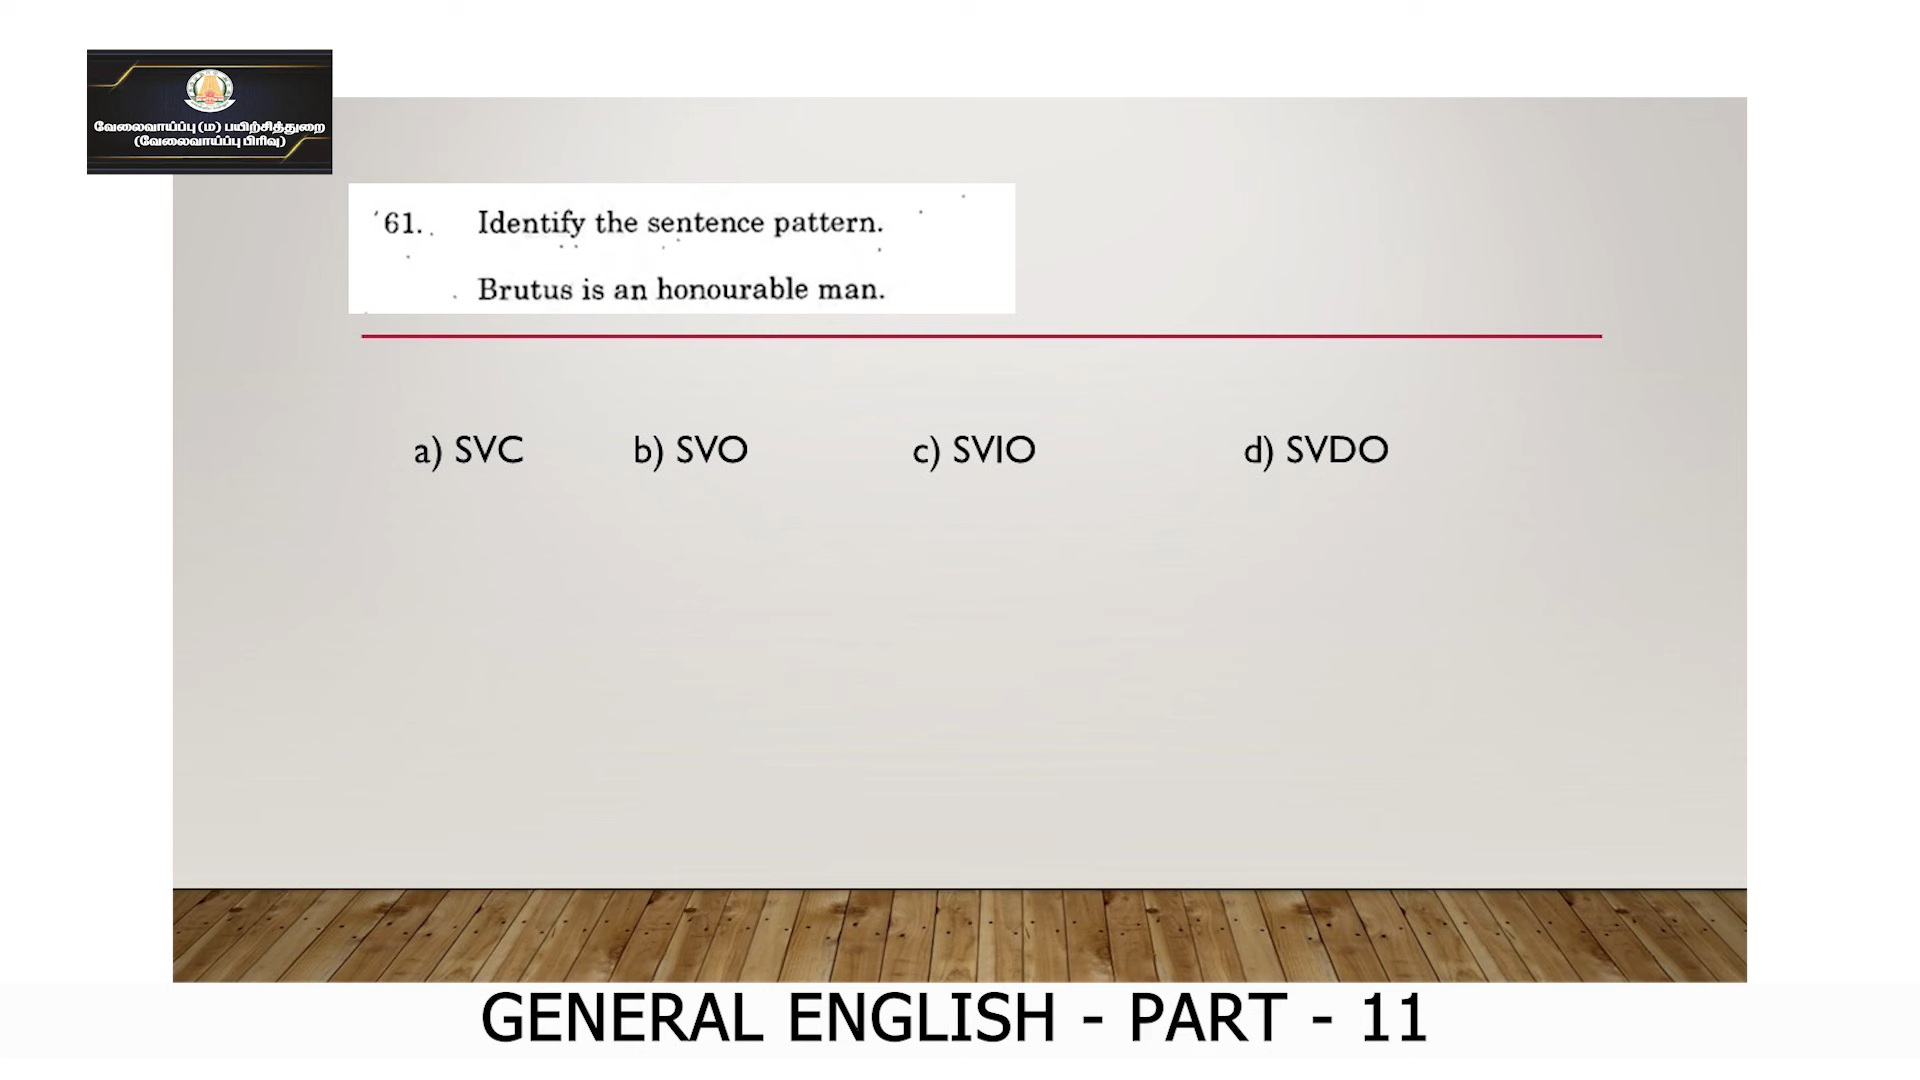 வேலைவாய்ப்பு (ம) பயிற்சித்துறை
(வேலைவாய்ப்பு பிரிவு)
61. Identify the sentence pattern.
Brutus is an honourable man.
a) SVC b) SVO c) SVIO d) SVDO
GENERAL ENGLISH - PART - 11